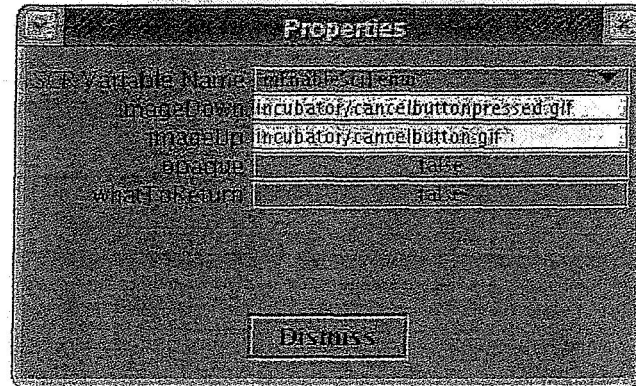 Properties
Variable Name
imageDown incubator/cancelbuttonpressed.gif
imageUp incubator/cancelbutton.gif
opaque false
whatToReturn false
Dismiss